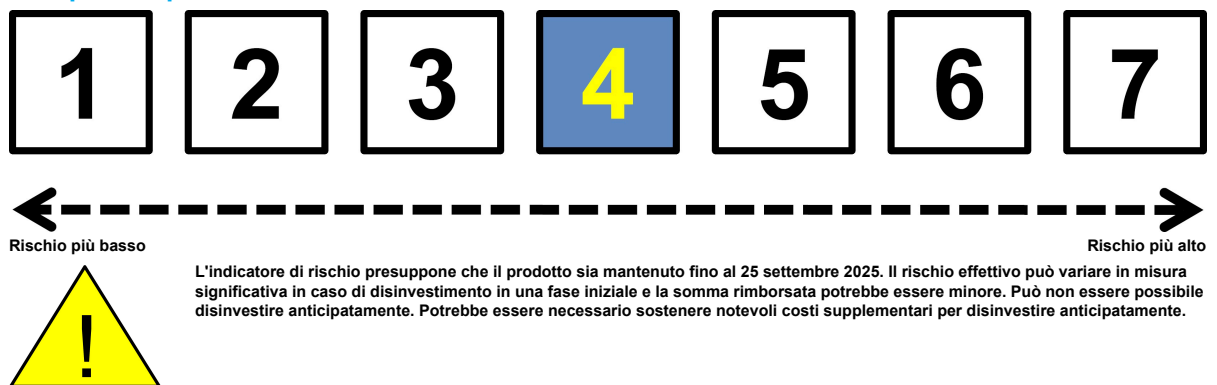 1 2 3 4 5 6 7
Rischio più basso Rischio più alto
L'indicatore di rischio presuppone che il prodotto sia mantenuto fino al 25 settembre 2025. Il rischio effettivo può variare in misura
significativa in caso di disinvestimento in una fase iniziale e la somma rimborsata potrebbe essere minore. Può non essere possibile
disinvestire anticipatamente. Potrebbe essere necessario sostenere notevoli costi supplementari per disinvestire anticipatamente.
!